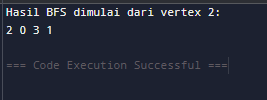 Hasil BFS dimulai dari vertex 2:
2 0 3 1
=== Code Execution Successful ===